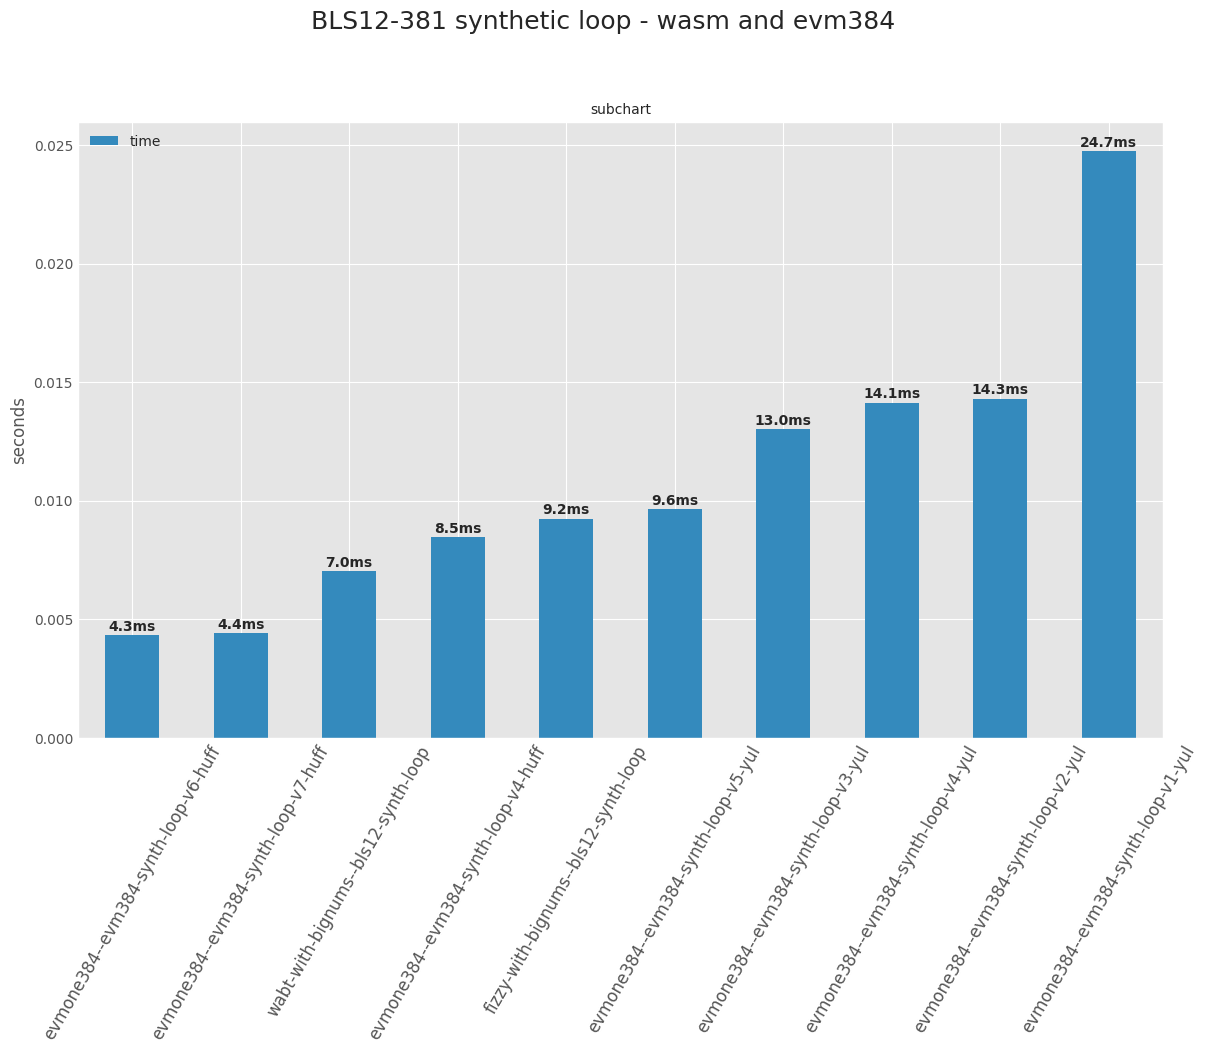 BLS12-381 synthetic loop - wasm and evm384
subchart
time
seconds
0.025
0.020
0.015
0.010
0.005
0.000
4.3ms
4.4ms
7.0ms
8.5ms
9.2ms
9.6ms
13.0ms
14.1ms
14.3ms
24.7ms
evmone384--evm384-synth-loop-v6-huff
evmone384--evm384-synth-loop-v7-huff
wabt-with-bignums--bls12-synth-loop
evmone384--evm384-synth-loop-v4-huff
fizzy-with-bignums--bls12-synth-loop
evmone384--evm384-synth-loop-v5-yul
evmone384--evm384-synth-loop-v3-yul
evmone384--evm384-synth-loop-v4-yul
evmone384--evm384-synth-loop-v2-yul
evmone384--evm384-synth-loop-v1-yul